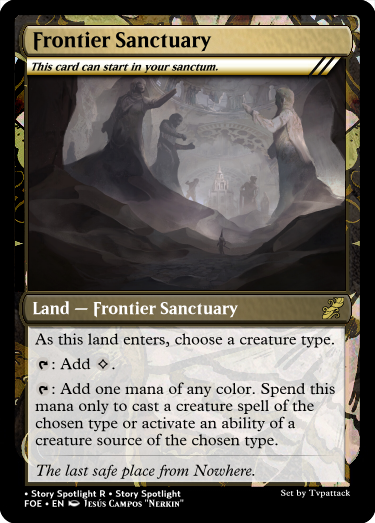 Frontier Sanctuary
This card can start in your sanctum.
Land — Frontier Sanctuary
As this land enters, choose a creature type.
: Add .
: Add one mana of any color. Spend this
mana only to cast a creature spell of the
chosen type or activate an ability of a
creature source of the chosen type.
The last safe place from Nowhere.
• Story Spotlight R • Story Spotlight
Set by Tvpattack
FOE • EN Jesús Campos "Nerkin"